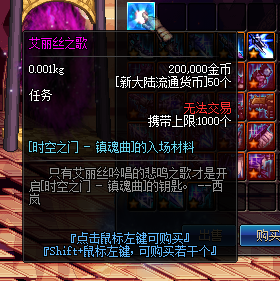 艾丽丝之歌
0.001kg 200,000金币
[新大陆流通货币]50个
任务
无法交易
携带上限:1000个
[时空之门 - 镇魂曲]的入场材料
只有艾丽丝吟唱的悲鸣之歌才是开
启[时空之门 - 镇魂曲]的钥匙。 --西
岚
『点击鼠标左键可购买』
『Shift+鼠标左键, 可购买若干个』
购买